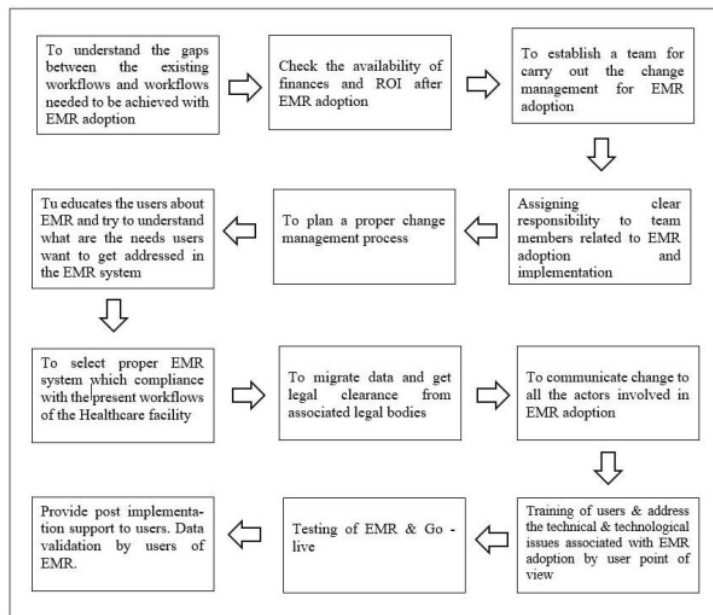 To understand the gaps
between the existing
workflows and workflows
needed to be achieved with
EMR adoption
Check the availability of
finances and ROI after
EMR adoption
To establish a team for
carry out the change
management for EMR
adoption
Assigning clear
responsibility to team
members related to EMR
adoption and
implementation
To plan a proper change
management process
Tu educates the users about
EMR and try to understand
what are the needs users
want to get addressed in
the EMR system
To select proper EMR
system which compliance
with the present workflows
of the Healthcare facility
To migrate data and get
legal clearance from
associated legal bodies
To communicate change to
all the actors involved in
EMR adoption
Training of users & address
the technical & technological
issues associated with EMR
adoption by user point of
view
Testing of EMR & Go -
live
Provide post implementa-
tion support to users. Data
validation by users of
EMR.